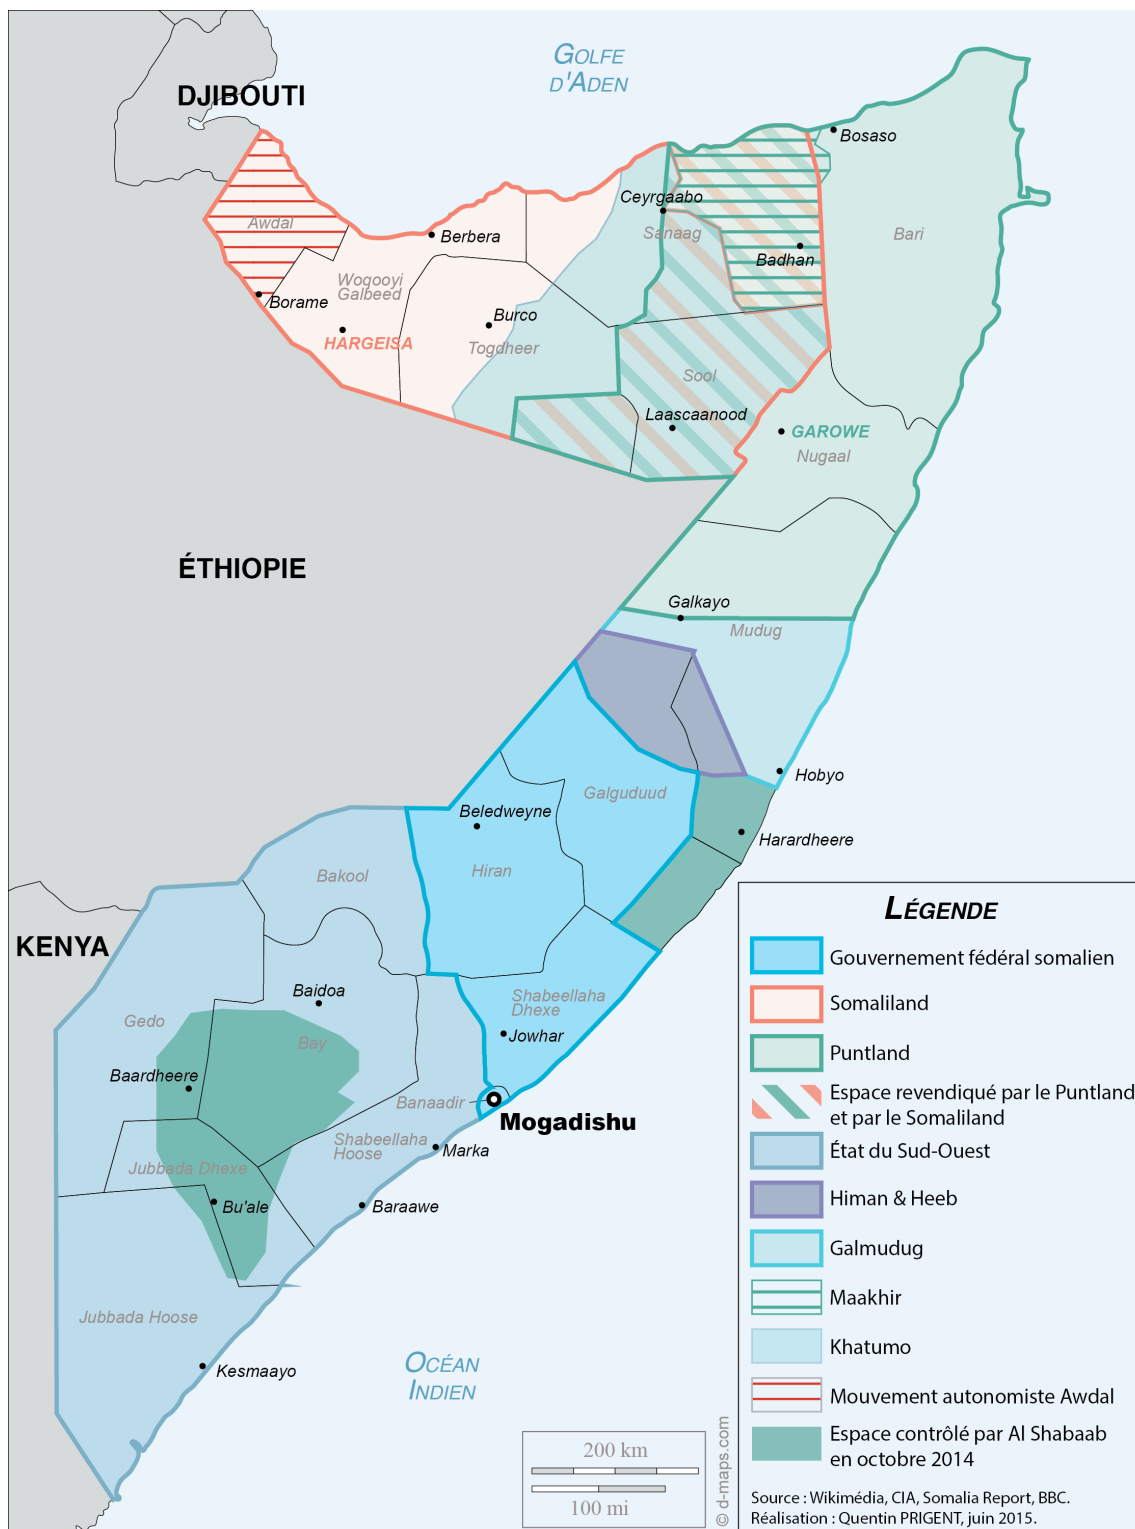 GOLFE
D'ADEN
DJIBOUTI
Bosaso
Ceyrgaabo
Awdal
Sanaag
Bari
Berbera
Badhan
Woqooyi
Galbeed
Borame
Burco
HARGEISA
Togdheer
Sool
Laascaanood
GAROWE
Nugaal
ÉTHIOPIE
Galkayo
Mudug
Hobyo
Galguduud
Beledweyne
Harardheere
Hiran
Bakool
KENYA
Baidoa
Shabeellaha
Dhexe
Gedo
Jowhar
Bay
Baardheere
Banaadir
Mogadishu
Shabeellaha
Hoose
Marka
Jubbada Dhexe
Bu'ale
Baraawe
Jubbada Hoose
Kesmaayo
OCÉAN
INDIEN
200 km
100 mi
© d-maps.com
LÉGENDE
Gouvernement fédéral somalien
Somaliland
Puntland
Espace revendiqué par le Puntland
et par le Somaliland
État du Sud-Ouest
Himan & Heeb
Galmudug
Maakhir
Khatumo
Mouvement autonomiste Awdal
Espace contrôlé par Al Shabaab
en octobre 2014
Source : Wikimédia, CIA, Somalia Report, BBC.
Réalisation : Quentin PRIGENT, juin 2015.